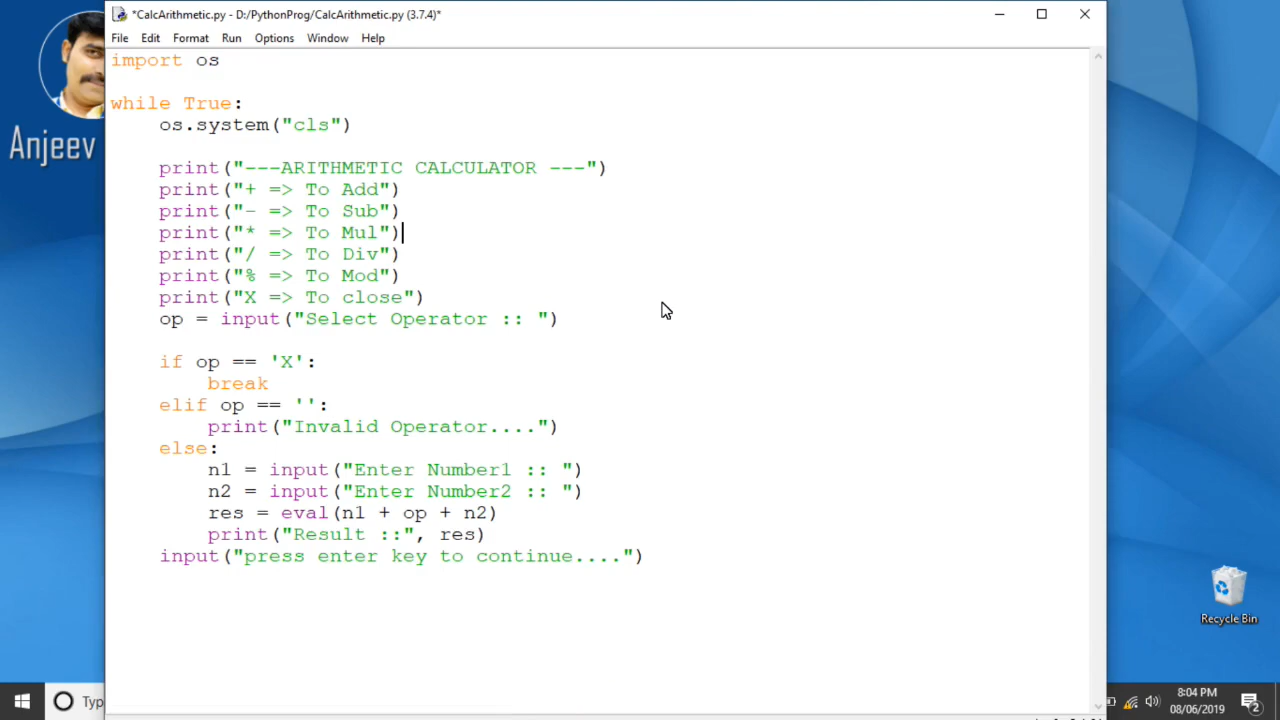 *CalcArithmetic.py - D:/PythonProg/CalcArithmetic.py (3.7.4)*
File Edit Format Run Options Window Help
Anjeev
import os
while True:
    os.system("cls")
    print("---ARITHMETIC CALCULATOR ---")
    print("+ => To Add")
    print("- => To Sub")
    print("* => To Mul")
    print("/ => To Div")
    print("% => To Mod")
    print("X => To close")
    op = input("Select Operator :: ")
    if op == 'X':
        break
    elif op == '':
        print("Invalid Operator....")
    else:
        n1 = input("Enter Number1 :: ")
        n2 = input("Enter Number2 :: ")
        res = eval(n1 + op + n2)
        print("Result ::", res)
    input("press enter key to continue....")
Recycle Bin
Typ
8:04 PM
08/06/2019
2